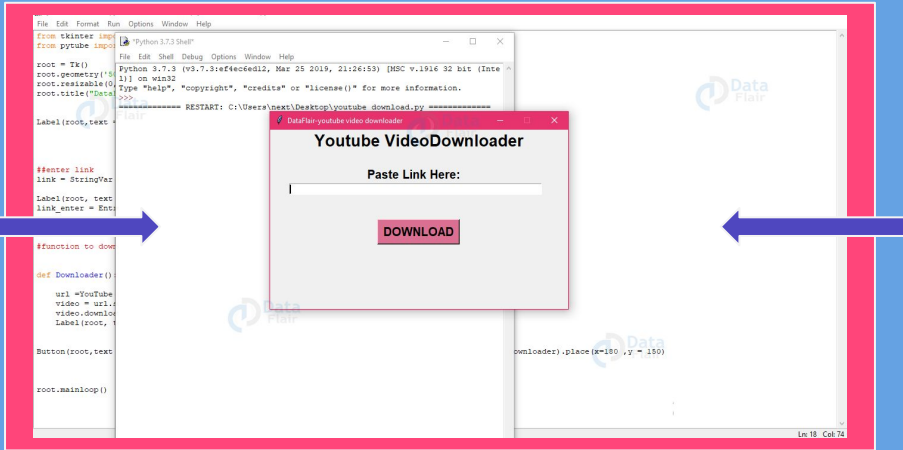 File Edit Format Run Options Window Help
from tkinter imp
from pytube impo
root = Tk()
root.geometry('5
root.resizable(0,
root.title("Data
Label(root,text =
##enter link
link = StringVar
Label(root, text
link_enter = Ent
#function to dow
def Downloader()
url =YouTube
video = url.s
video.downloa
Label(root, t
Button(root,text
ownloader).place(x=180 ,y = 150)
root.mainloop()
Ln: 18 Col: 74
*Python 3.7.3 Shell*
File Edit Shell Debug Options Window Help
Python 3.7.3 (v3.7.3:ef4ec6ed12, Mar 25 2019, 21:26:53) [MSC v.1916 32 bit (Inte
l)] on win32
Type "help", "copyright", "credits" or "license()" for more information.
>>>
============ RESTART: C:\Users\next\Desktop\youtube download.py ============
DataFlair-youtube video downloader
Youtube VideoDownloader
Paste Link Here:
DOWNLOAD
Data
Flair
Data
Flair
Data
Flair